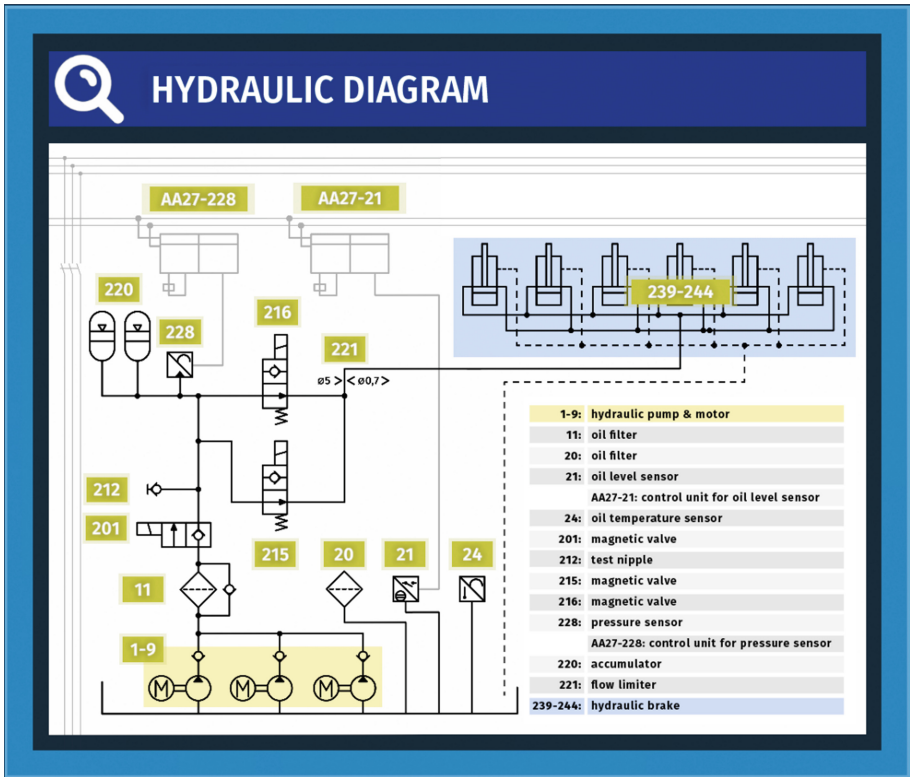 HYDRAULIC DIAGRAM
AA27-228
AA27-21
220
228
216
221
239-244
ø5 > < ø0,7 >
212
201
215
20
21
24
11
1-9
M
M
M
1-9: hydraulic pump & motor
11: oil filter
20: oil filter
21: oil level sensor
AA27-21: control unit for oil level sensor
24: oil temperature sensor
201: magnetic valve
212: test nipple
215: magnetic valve
216: magnetic valve
228: pressure sensor
AA27-228: control unit for pressure sensor
220: accumulator
221: flow limiter
239-244: hydraulic brake